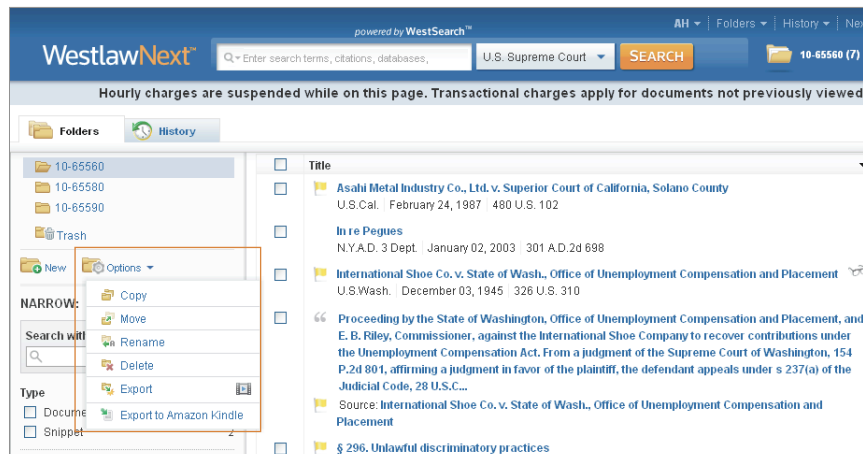 powered by WestSearch™
AH Folders History Nex
WestlawNext™
Enter search terms, citations, databases,
U.S. Supreme Court
SEARCH
10-65560 (7)
Hourly charges are suspended while on this page. Transactional charges apply for documents not previously viewed
Folders
History
10-65560
10-65580
10-65590
Trash
New
Options
Copy
Move
Rename
Delete
Export
Export to Amazon Kindle
NARROW:
Search with
Type
Docume
Snippet 2
Title
Asahi Metal Industry Co., Ltd. v. Superior Court of California, Solano County
U.S.Cal. February 24, 1987 480 U.S. 102
In re Pegues
N.Y.A.D. 3 Dept. January 02, 2003 301 A.D.2d 698
International Shoe Co. v. State of Wash., Office of Unemployment Compensation and Placement
U.S.Wash. December 03, 1945 326 U.S. 310
Proceeding by the State of Washington, Office of Unemployment Compensation and Placement, and
E. B. Riley, Commissioner, against the International Shoe Company to recover contributions under
the Unemployment Compensation Act. From a judgment of the Supreme Court of Washington, 154
P.2d 801, affirming a judgment in favor of the plaintiff, the defendant appeals under s 237(a) of the
Judicial Code, 28 U.S.C...
Source: International Shoe Co. v. State of Wash., Office of Unemployment Compensation and
Placement
§ 296. Unlawful discriminatory practices